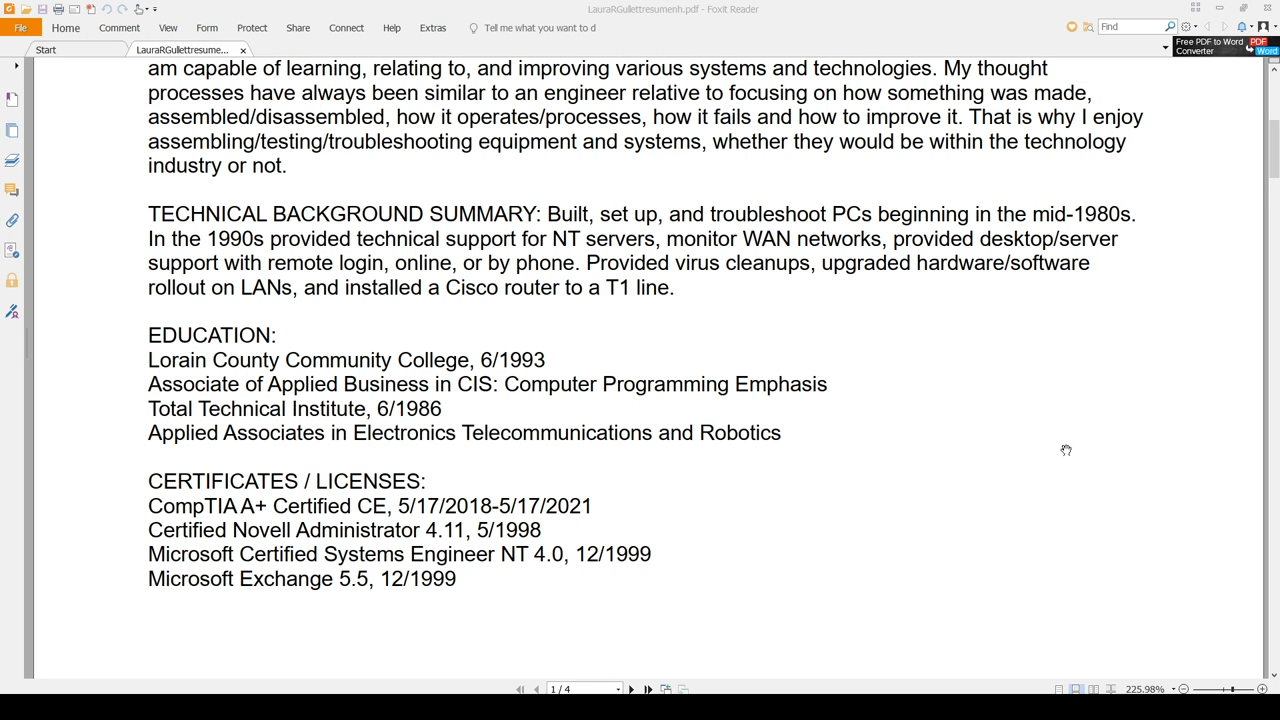 LauraRGullettresumenh.pdf - Foxit Reader
File Home Comment View Form Protect Share Connect Help Extras Tell me what you want to d Find
Start LauraRGullettresume... x
Free PDF to Word Converter PDF Word
am capable of learning, relating to, and improving various systems and technologies. My thought
processes have always been similar to an engineer relative to focusing on how something was made,
assembled/disassembled, how it operates/processes, how it fails and how to improve it. That is why I enjoy
assembling/testing/troubleshooting equipment and systems, whether they would be within the technology
industry or not.
TECHNICAL BACKGROUND SUMMARY: Built, set up, and troubleshoot PCs beginning in the mid-1980s.
In the 1990s provided technical support for NT servers, monitor WAN networks, provided desktop/server
support with remote login, online, or by phone. Provided virus cleanups, upgraded hardware/software
rollout on LANs, and installed a Cisco router to a T1 line.
EDUCATION:
Lorain County Community College, 6/1993
Associate of Applied Business in CIS: Computer Programming Emphasis
Total Technical Institute, 6/1986
Applied Associates in Electronics Telecommunications and Robotics
CERTIFICATES / LICENSES:
CompTIA A+ Certified CE, 5/17/2018-5/17/2021
Certified Novell Administrator 4.11, 5/1998
Microsoft Certified Systems Engineer NT 4.0, 12/1999
Microsoft Exchange 5.5, 12/1999
1 / 4 225.98%